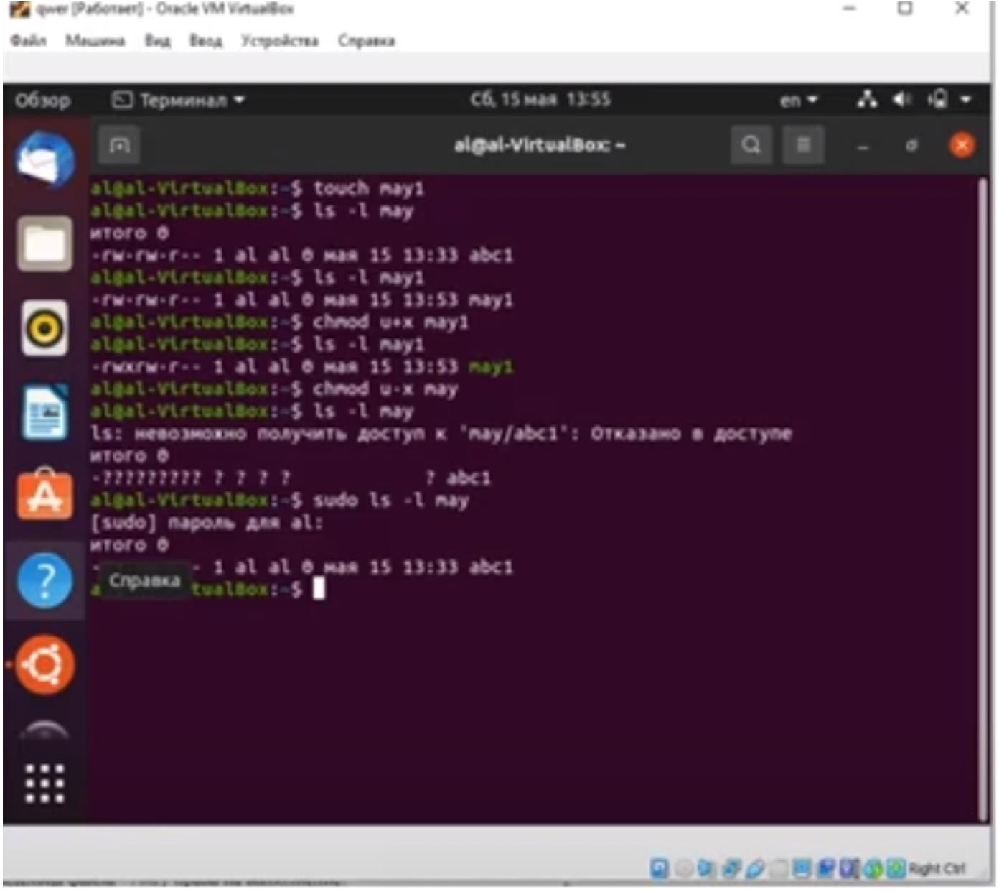 qwer [Работает] - Oracle VM VirtualBox
Файл Машина Вид Ввод Устройства Справка
Обзор Терминал Сб, 15 мая 13:55 en
al@al-VirtualBox: ~
al@al-VirtualBox:~$ touch may1
al@al-VirtualBox:~$ ls -l may
итого 0
-rw-rw-r-- 1 al al 0 мая 15 13:33 abc1
al@al-VirtualBox:~$ ls -l may1
-rw-rw-r-- 1 al al 0 мая 15 13:53 may1
al@al-VirtualBox:~$ chmod u+x may1
al@al-VirtualBox:~$ ls -l may1
-rwxrw-r-- 1 al al 0 мая 15 13:53 may1
al@al-VirtualBox:~$ chmod u-x may
al@al-VirtualBox:~$ ls -l may
ls: невозможно получить доступ к 'may/abc1': Отказано в доступе
итого 0
-????????? ? ? ? ? ? abc1
al@al-VirtualBox:~$ sudo ls -l may
[sudo] пароль для al:
итого 0
- - 1 al al 0 мая 15 13:33 abc1
Справка
a tualBox:~$
Right Ctrl